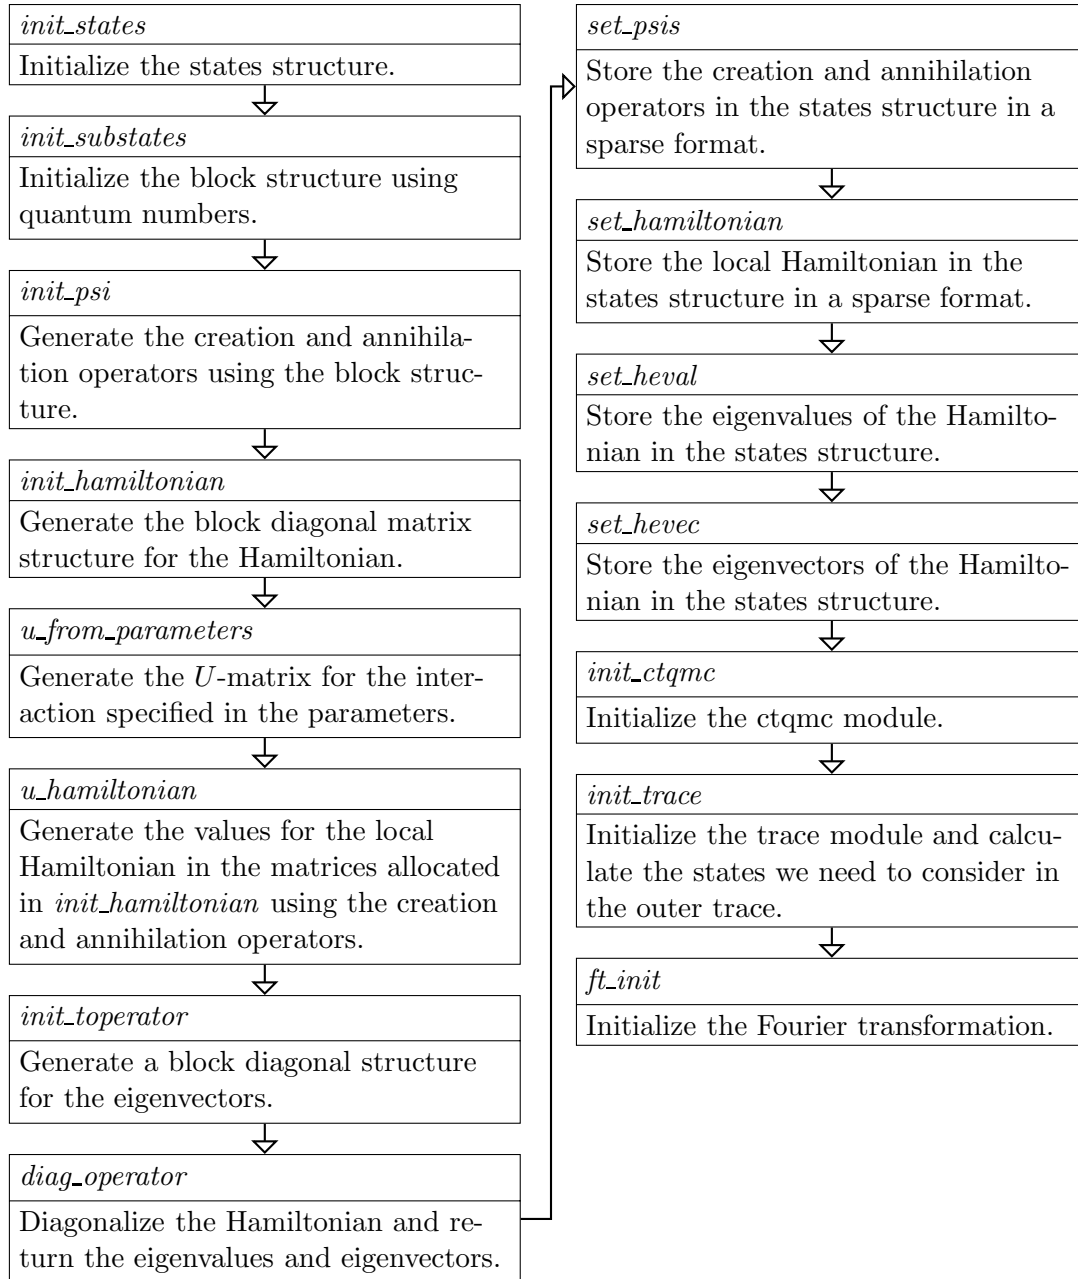 init_states
Initialize the states structure.
init_substates
Initialize the block structure using
quantum numbers.
init_psi
Generate the creation and annihila-
tion operators using the block struc-
ture.
init_hamiltonian
Generate the block diagonal matrix
structure for the Hamiltonian.
u_from_parameters
Generate the U-matrix for the inter-
action specified in the parameters.
u_hamiltonian
Generate the values for the local
Hamiltonian in the matrices allocated
in init_hamiltonian using the creation
and annihilation operators.
init_toperator
Generate a block diagonal structure
for the eigenvectors.
diag_operator
Diagonalize the Hamiltonian and re-
turn the eigenvalues and eigenvectors.
set_psis
Store the creation and annihilation
operators in the states structure in a
sparse format.
set_hamiltonian
Store the local Hamiltonian in the
states structure in a sparse format.
set_heval
Store the eigenvalues of the Hamilto-
nian in the states structure.
set_hevec
Store the eigenvectors of the Hamilto-
nian in the states structure.
init_ctqmc
Initialize the ctqmc module.
init_trace
Initialize the trace module and calcu-
late the states we need to consider in
the outer trace.
ft_init
Initialize the Fourier transformation.